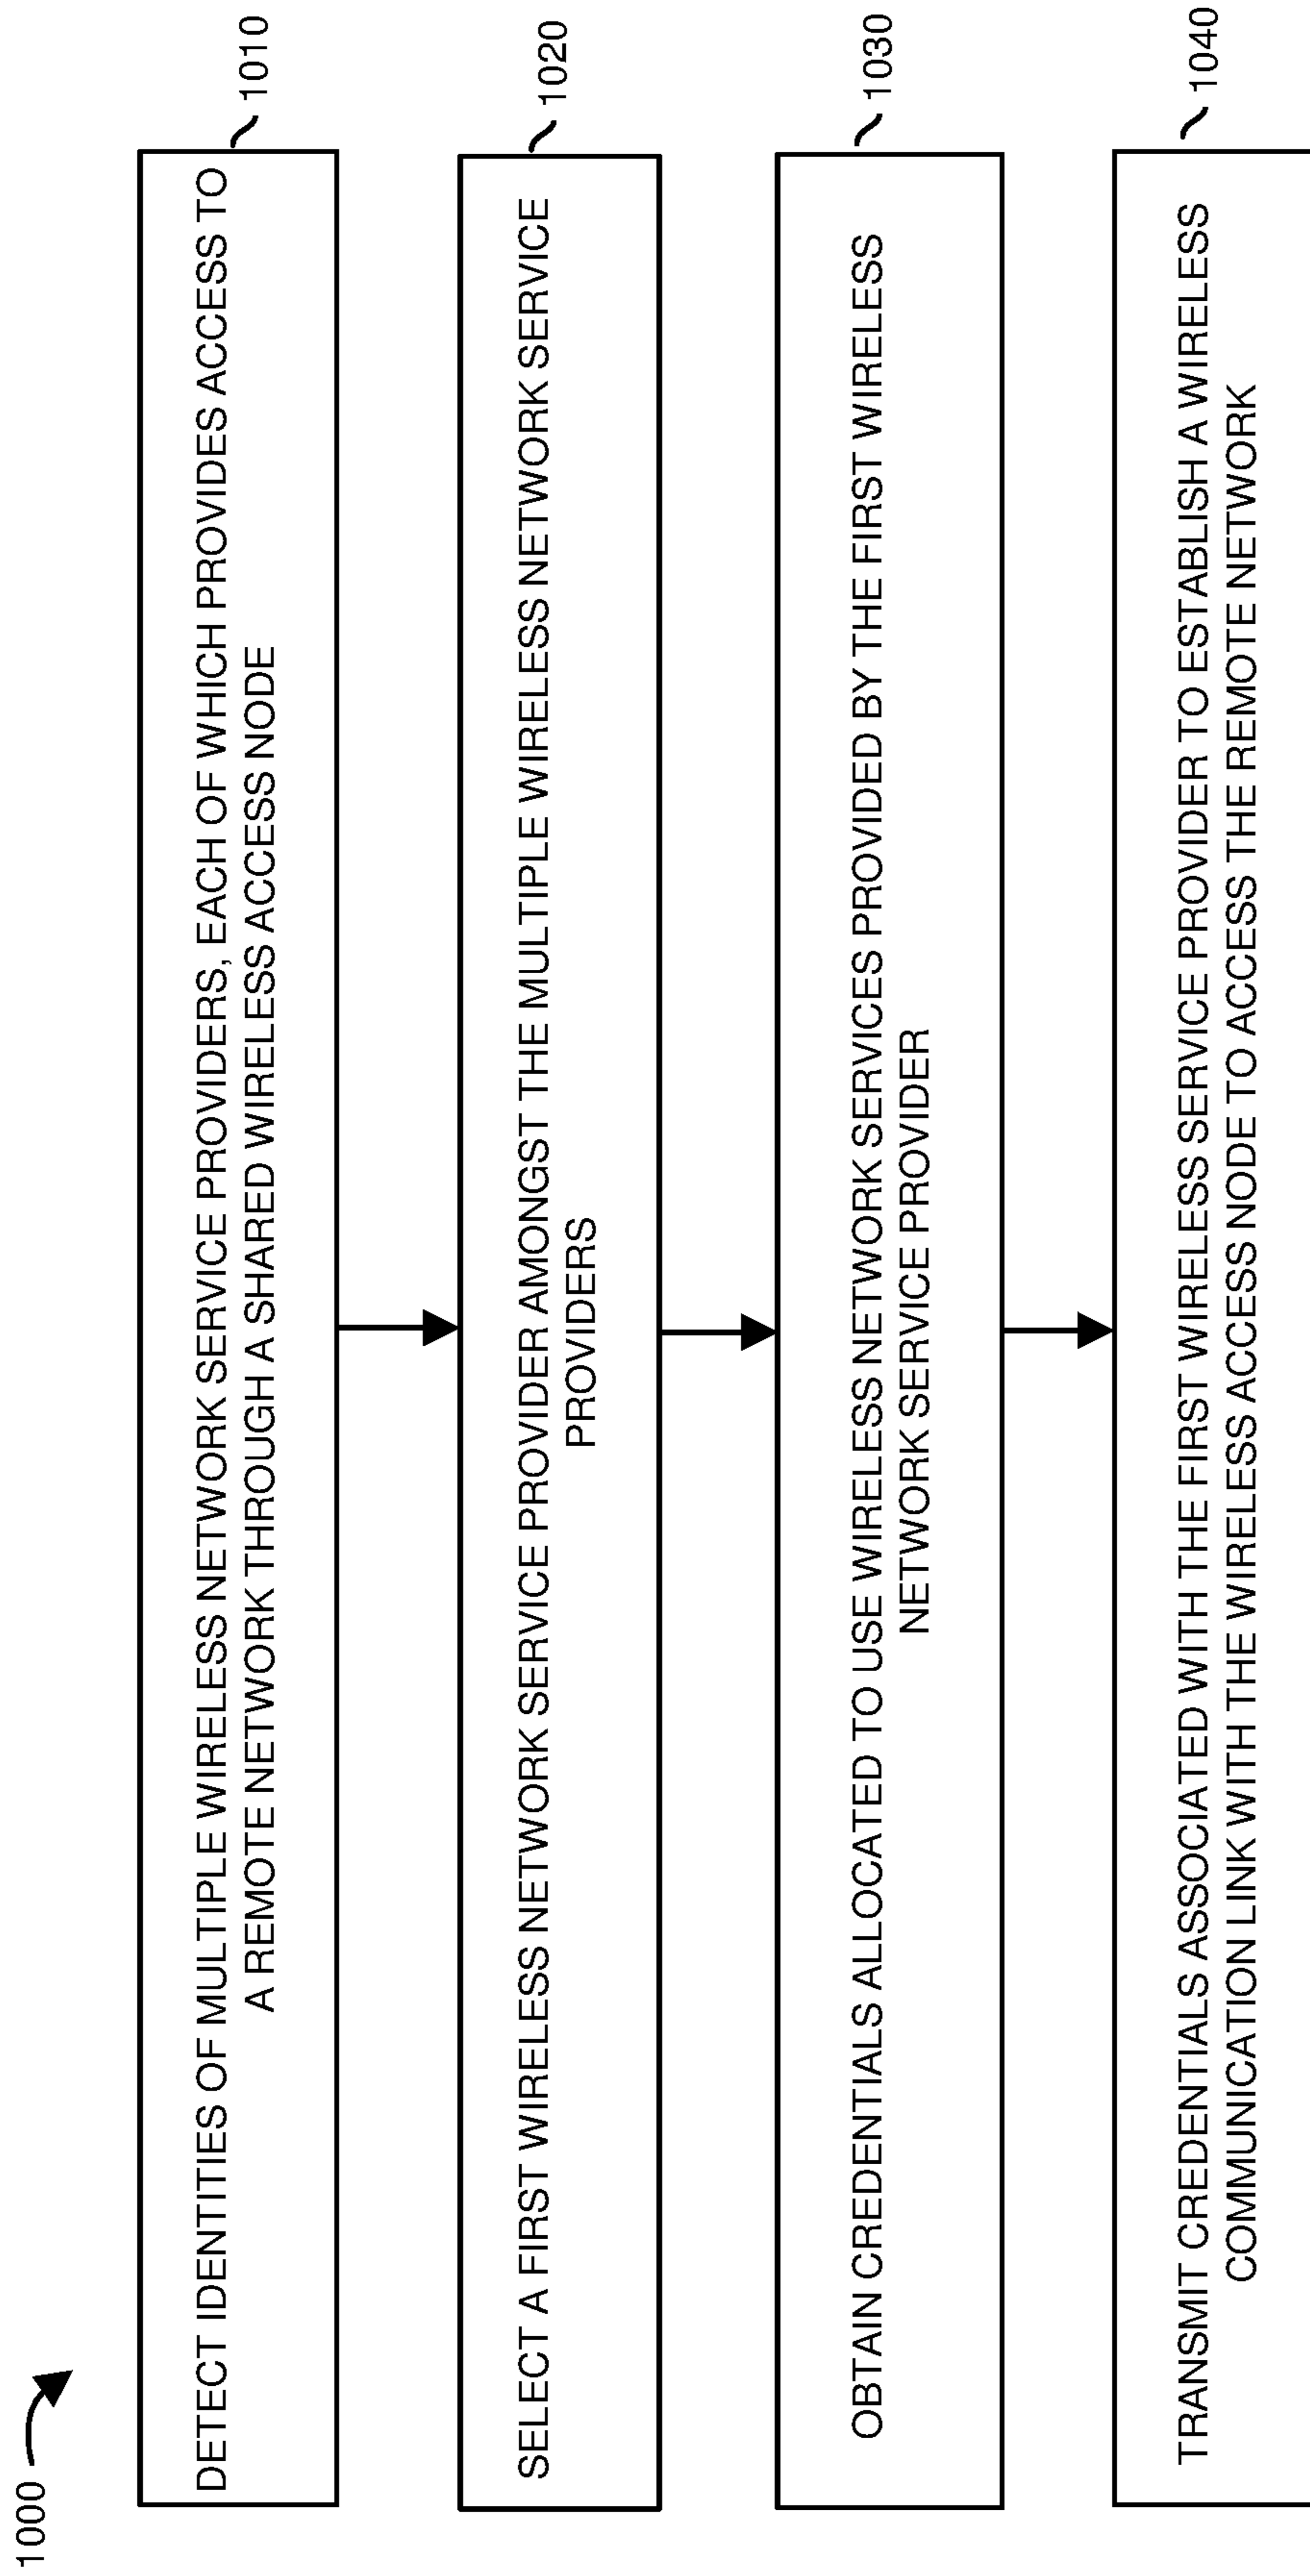 1000
DETECT IDENTITIES OF MULTIPLE WIRELESS NETWORK SERVICE PROVIDERS, EACH OF WHICH PROVIDES ACCESS TO
A REMOTE NETWORK THROUGH A SHARED WIRELESS ACCESS NODE
1010
SELECT A FIRST WIRELESS NETWORK SERVICE PROVIDER AMONGST THE MULTIPLE WIRELESS NETWORK SERVICE
PROVIDERS
1020
OBTAIN CREDENTIALS ALLOCATED TO USE WIRELESS NETWORK SERVICES PROVIDED BY THE FIRST WIRELESS
NETWORK SERVICE PROVIDER
1030
TRANSMIT CREDENTIALS ASSOCIATED WITH THE FIRST WIRELESS SERVICE PROVIDER TO ESTABLISH A WIRELESS
COMMUNICATION LINK WITH THE WIRELESS ACCESS NODE TO ACCESS THE REMOTE NETWORK
1040